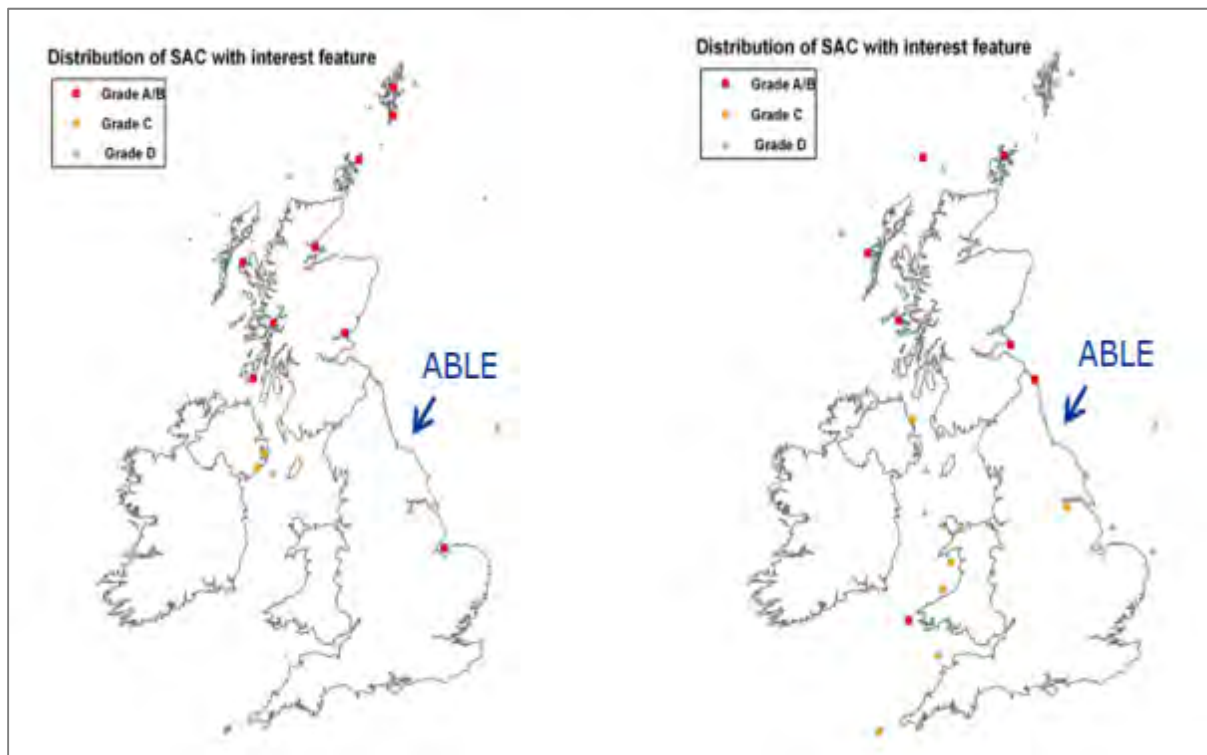 Distribution of SAC with interest feature
Grade A/B
Grade C
Grade D
ABLE
Distribution of SAC with interest feature
Grade A/B
Grade C
Grade D
ABLE